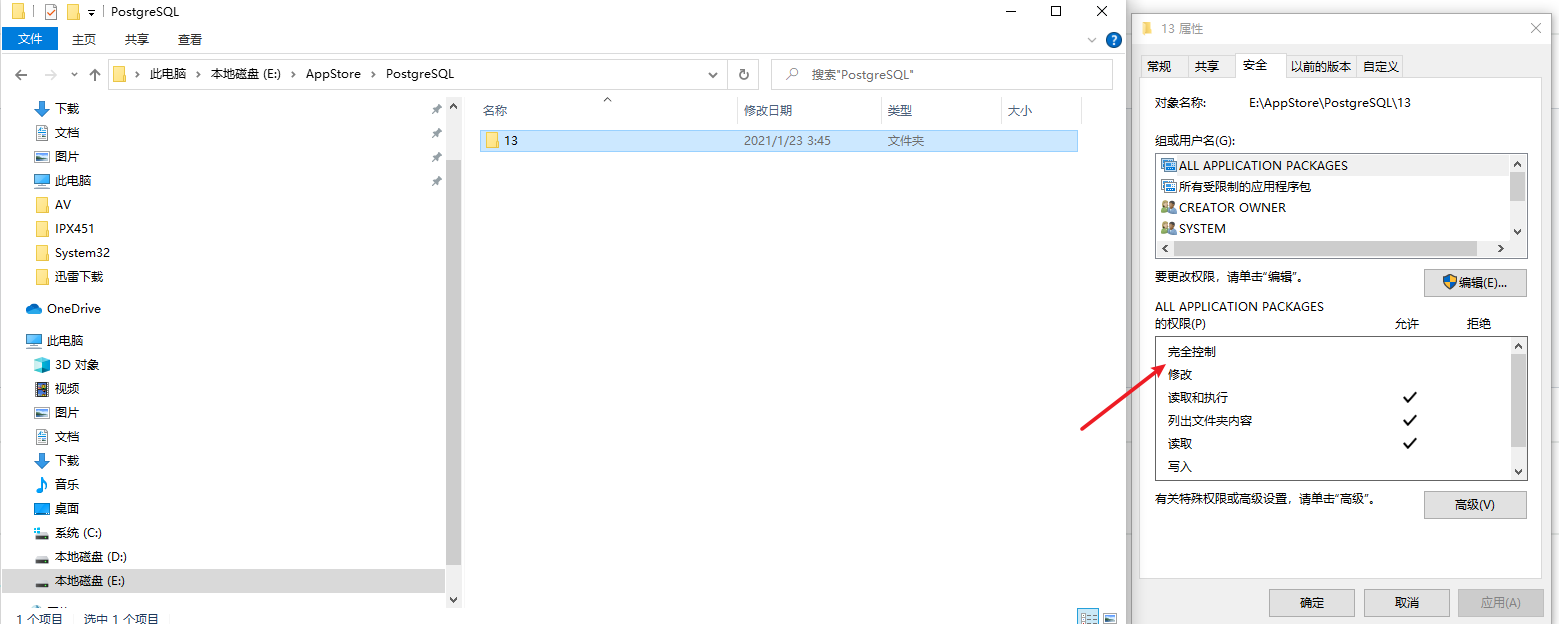 PostgreSQL
文件 主页 共享 查看
此电脑 本地磁盘 (E:) AppStore PostgreSQL
搜索"PostgreSQL"
下载
文档
图片
此电脑
AV
IPX451
System32
迅雷下载
OneDrive
此电脑
3D 对象
视频
图片
文档
下载
音乐
桌面
系统 (C:)
本地磁盘 (D:)
本地磁盘 (E:)
名称 修改日期 类型 大小
13 2021/1/23 3:45 文件夹
1 个项目 选中 1 个项目
13 属性
常规 共享 安全 以前的版本 自定义
对象名称: E:\AppStore\PostgreSQL\13
组或用户名(G):
ALL APPLICATION PACKAGES
所有受限制的应用程序包
CREATOR OWNER
SYSTEM
要更改权限，请单击“编辑”。
编辑(E)...
ALL APPLICATION PACKAGES
的权限(P) 允许 拒绝
完全控制
修改
读取和执行
列出文件夹内容
读取
写入
有关特殊权限或高级设置，请单击“高级”。
高级(V)
确定 取消 应用(A)